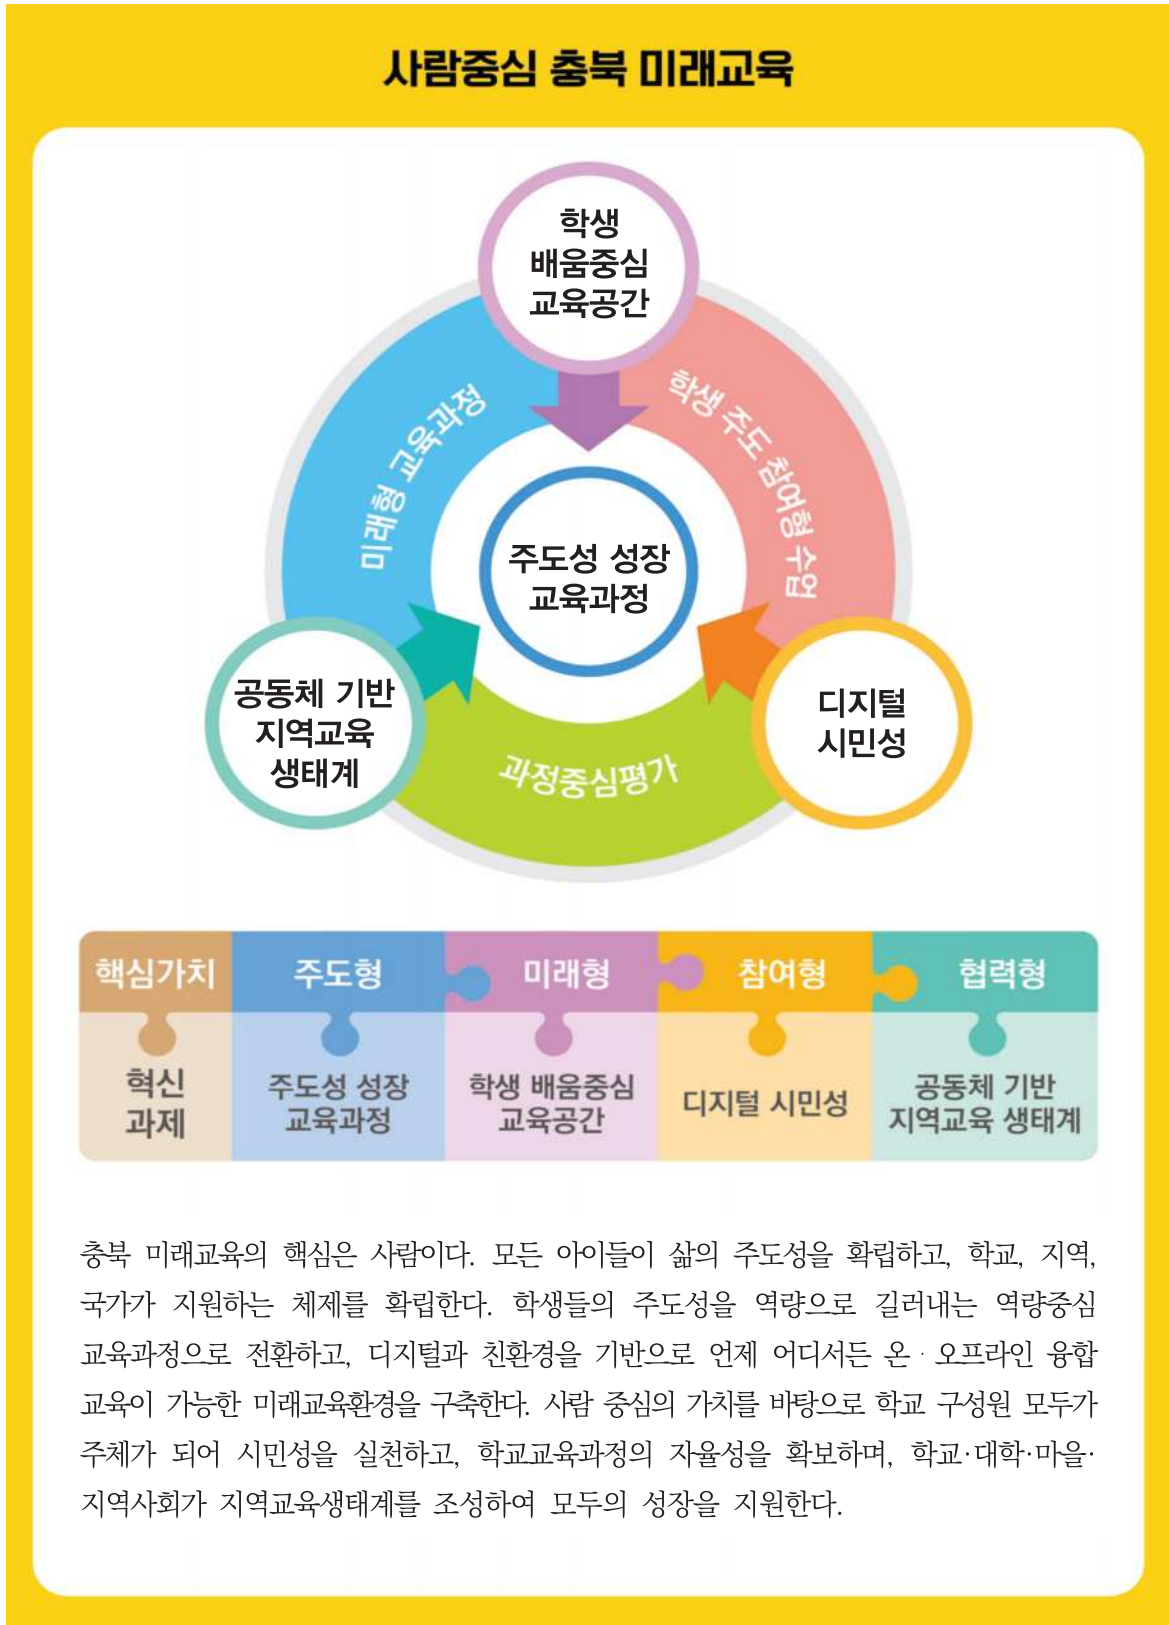 사람중심 충북 미래교육
학생
배움중심
교육공간
미래형 교육과정
학생 주도 참여형 수업
주도성 성장
교육과정
공동체 기반
지역교육
생태계
디지털
시민성
과정중심평가
핵심가치 주도형 미래형 참여형 협력형
혁신
과제
주도성 성장
교육과정
학생 배움중심
교육공간
디지털 시민성
공동체 기반
지역교육 생태계
충북 미래교육의 핵심은 사람이다. 모든 아이들이 삶의 주도성을 확립하고, 학교, 지역,
국가가 지원하는 체제를 확립한다. 학생들의 주도성을 역량으로 길러내는 역량중심
교육과정으로 전환하고, 디지털과 친환경을 기반으로 언제 어디서든 온·오프라인 융합
교육이 가능한 미래교육환경을 구축한다. 사람 중심의 가치를 바탕으로 학교 구성원 모두가
주체가 되어 시민성을 실천하고, 학교교육과정의 자율성을 확보하며, 학교·대학·마을·
지역사회가 지역교육생태계를 조성하여 모두의 성장을 지원한다.